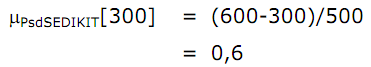 μPsdSEDIKIT[300] = (600-300)/500
= 0,6